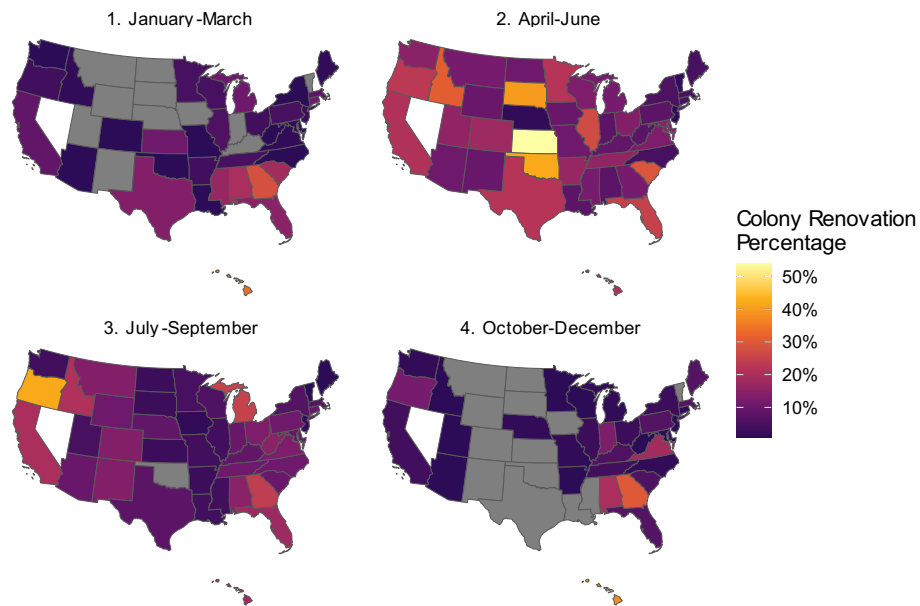 1. January-March
2. April-June
Colony Renovation
Percentage
50%
40%
30%
20%
10%
3. July-September
4. October-December